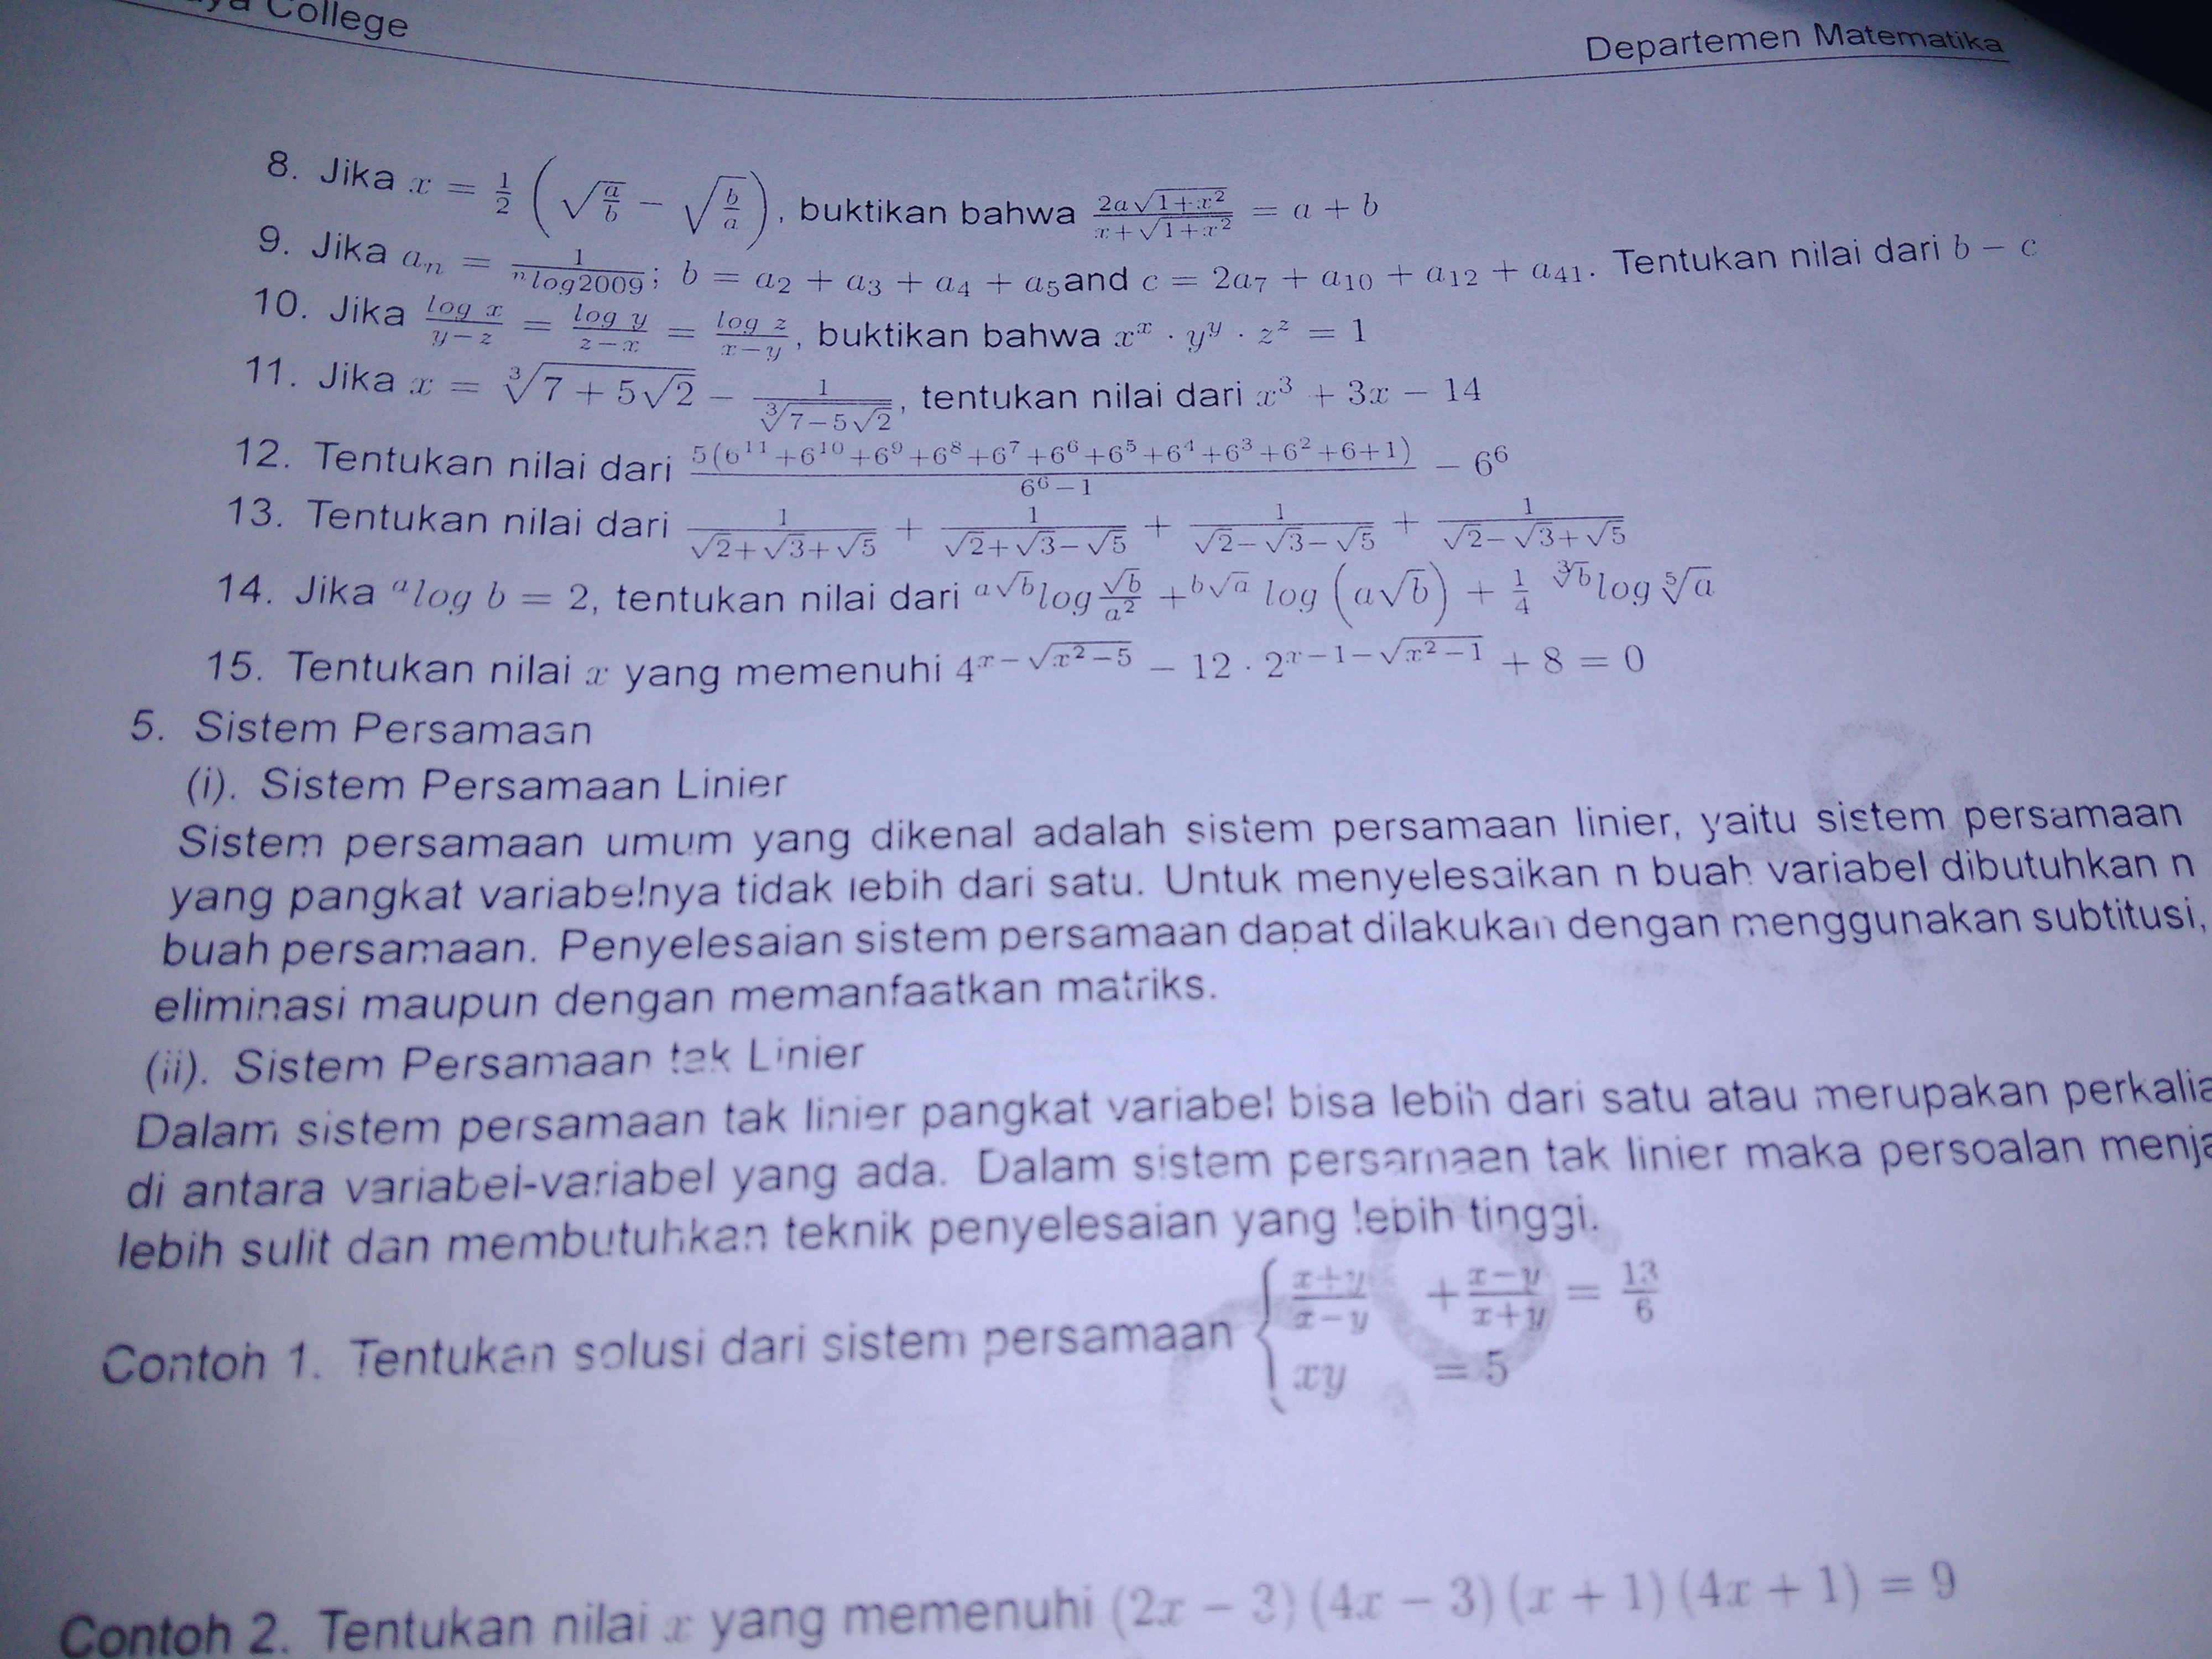 College
Departemen Matematika
8. Jika x = \frac{1}{2} \left( \sqrt{\frac{a}{b}} - \sqrt{\frac{b}{a}} \right), buktikan bahwa \frac{2a\sqrt{1+x^2}}{x+\sqrt{1+x^2}} = a + b
9. Jika a_n = \frac{1}{^n log2009}; b = a_2 + a_3 + a_4 + a_5and c = 2a_7 + a_{10} + a_{12} + a_{41}. Tentukan nilai dari b − c
10. Jika \frac{log x}{y−z} = \frac{log y}{z−x} = \frac{log z}{x−y}, buktikan bahwa x^x · y^y · z^z = 1
11. Jika x = \sqrt[3]{7 + 5\sqrt{2}} − \frac{1}{\sqrt[3]{7−5\sqrt{2}}}, tentukan nilai dari x^3 + 3x − 14
12. Tentukan nilai dari \frac{5(6^{11}+6^{10}+6^9+6^8+6^7+6^6+6^5+6^4+6^3+6^2+6+1)}{6^6−1} − 6^6
13. Tentukan nilai dari \frac{1}{\sqrt{2}+\sqrt{3}+\sqrt{5}} + \frac{1}{\sqrt{2}+\sqrt{3}−\sqrt{5}} + \frac{1}{\sqrt{2}−\sqrt{3}−\sqrt{5}} + \frac{1}{\sqrt{2}−\sqrt{3}+\sqrt{5}}
14. Jika ^a log b = 2, tentukan nilai dari ^{a\sqrt{b}} log \frac{\sqrt{b}}{a^2} + ^{b\sqrt{a}} log (a\sqrt{b}) + \frac{1}{4} ^{\sqrt[3]{b}} log \sqrt[5]{a}
15. Tentukan nilai x yang memenuhi 4^{x−\sqrt{x^2−5}} − 12 · 2^{x−1−\sqrt{x^2−1}} + 8 = 0
5. Sistem Persamaan
(i). Sistem Persamaan Linier
Sistem persamaan umum yang dikenal adalah sistem persamaan linier, yaitu sistem persamaan
yang pangkat variabelnya tidak lebih dari satu. Untuk menyelesaikan n buah variabel dibutuhkan n
buah persamaan. Penyelesaian sistem persamaan dapat dilakukan dengan menggunakan subtitusi,
eliminasi maupun dengan memanfaatkan matriks.
(ii). Sistem Persamaan tak Linier
Dalam sistem persamaan tak linier pangkat variabel bisa lebih dari satu atau merupakan perkalia
di antara variabel-variabel yang ada. Dalam sistem persamaan tak linier maka persoalan menja
lebih sulit dan membutuhkan teknik penyelesaian yang lebih tinggi.
Contoh 1. Tentukan solusi dari sistem persamaan \begin{cases} \frac{x+y}{x−y} + \frac{x−y}{x+y} = \frac{13}{6} \\ xy = 5 \end{cases}
Contoh 2. Tentukan nilai x yang memenuhi (2x − 3)(4x − 3)(x + 1)(4x + 1) = 9